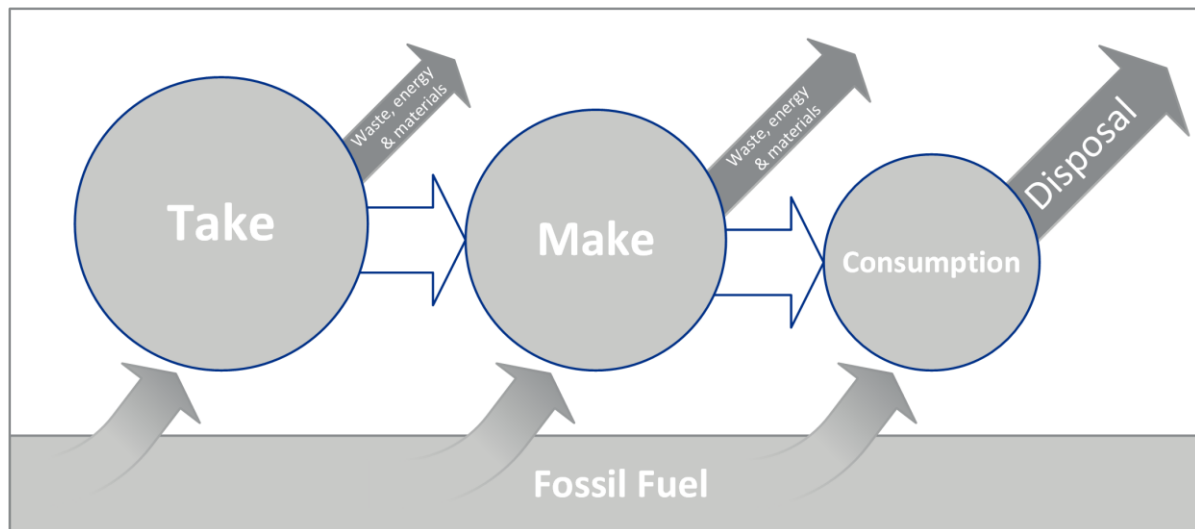 Take
Waste, energy
& materials
Make
Waste, energy
& materials
Consumption
Disposal
Fossil Fuel